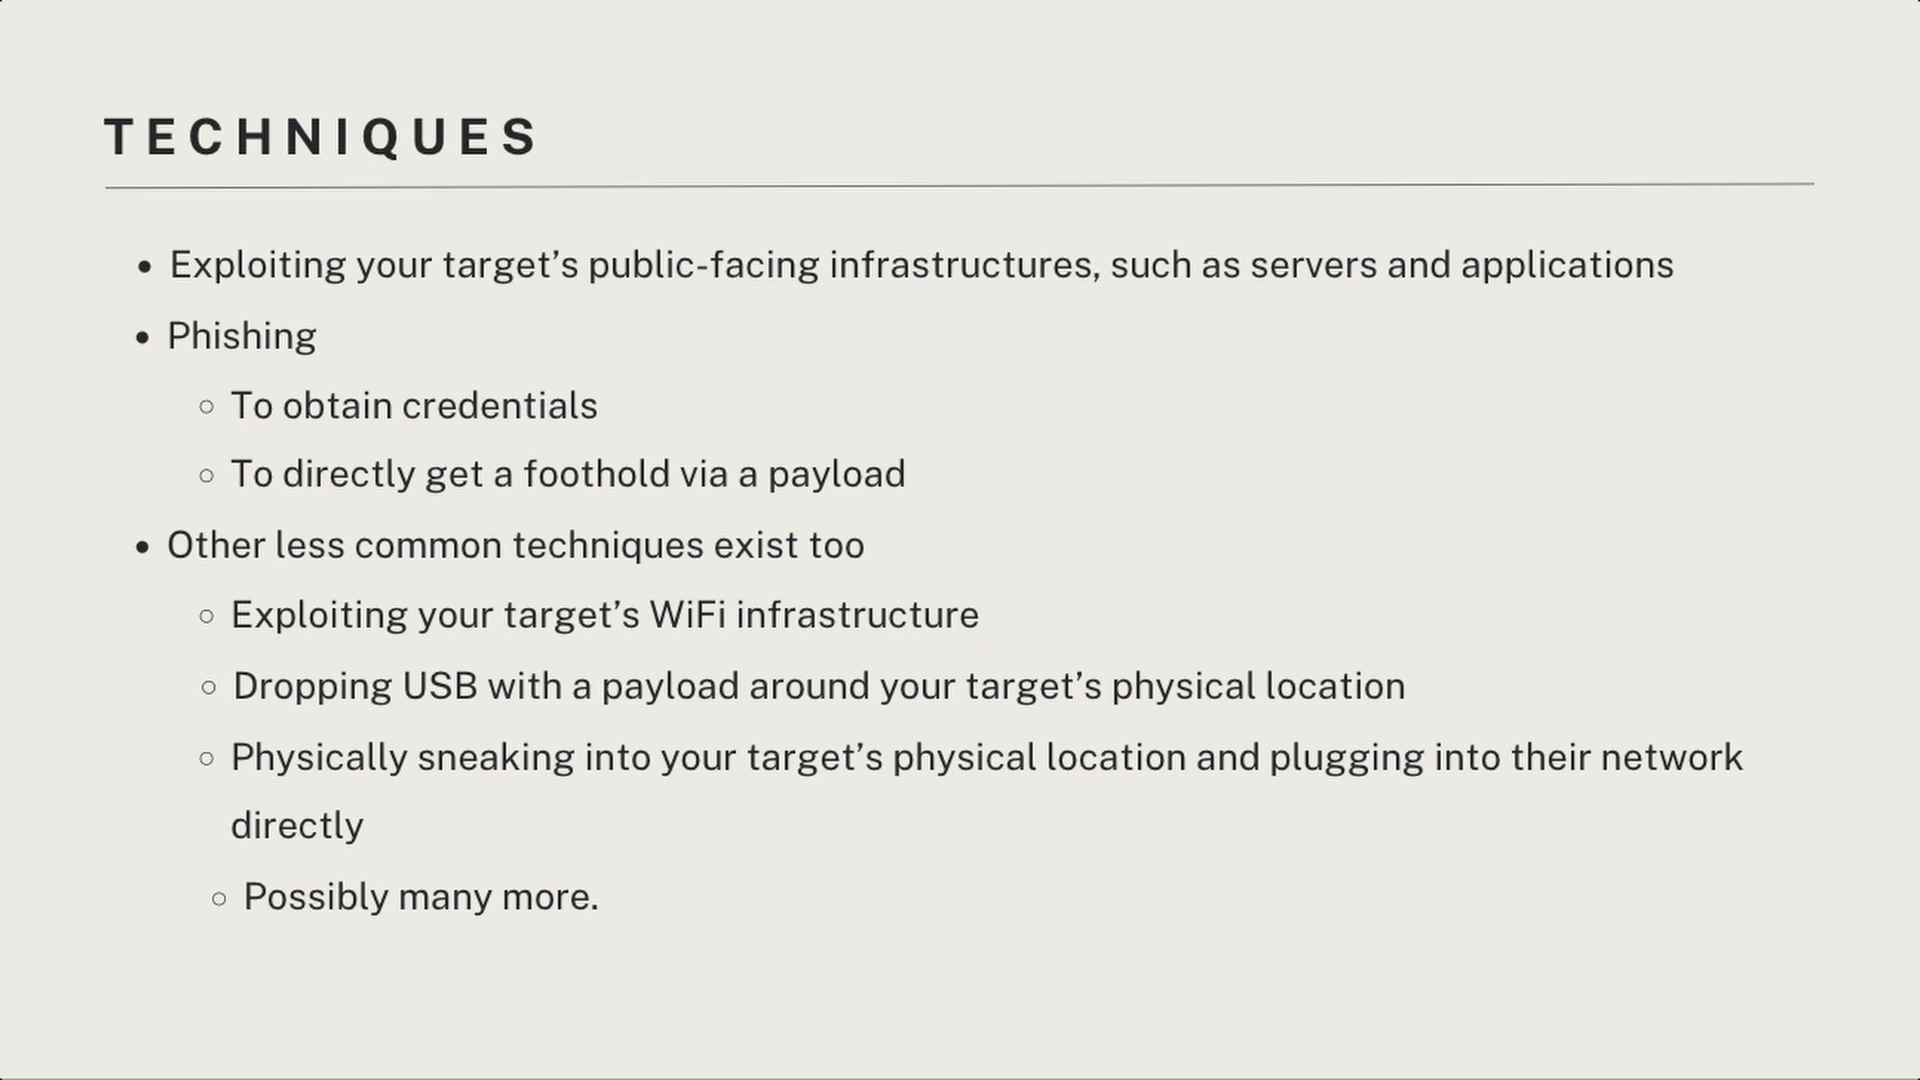 TECHNIQUES
• Exploiting your target’s public-facing infrastructures, such as servers and applications
• Phishing
○ To obtain credentials
○ To directly get a foothold via a payload
• Other less common techniques exist too
○ Exploiting your target’s WiFi infrastructure
○ Dropping USB with a payload around your target’s physical location
○ Physically sneaking into your target’s physical location and plugging into their network
directly
○ Possibly many more.